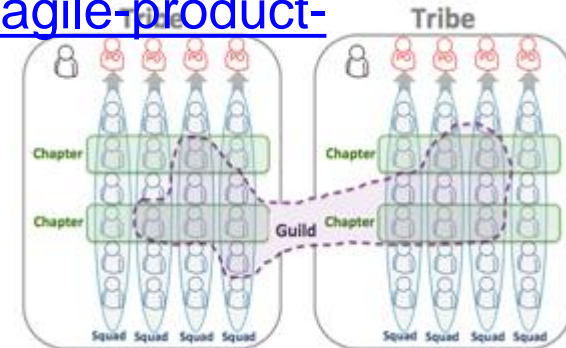 agile-product-
Tribe Tribe
PO PO PO PO PO PO PO PO
Chapter Chapter
Chapter Guild Chapter
Squad Squad Squad Squad Squad Squad Squad Squad